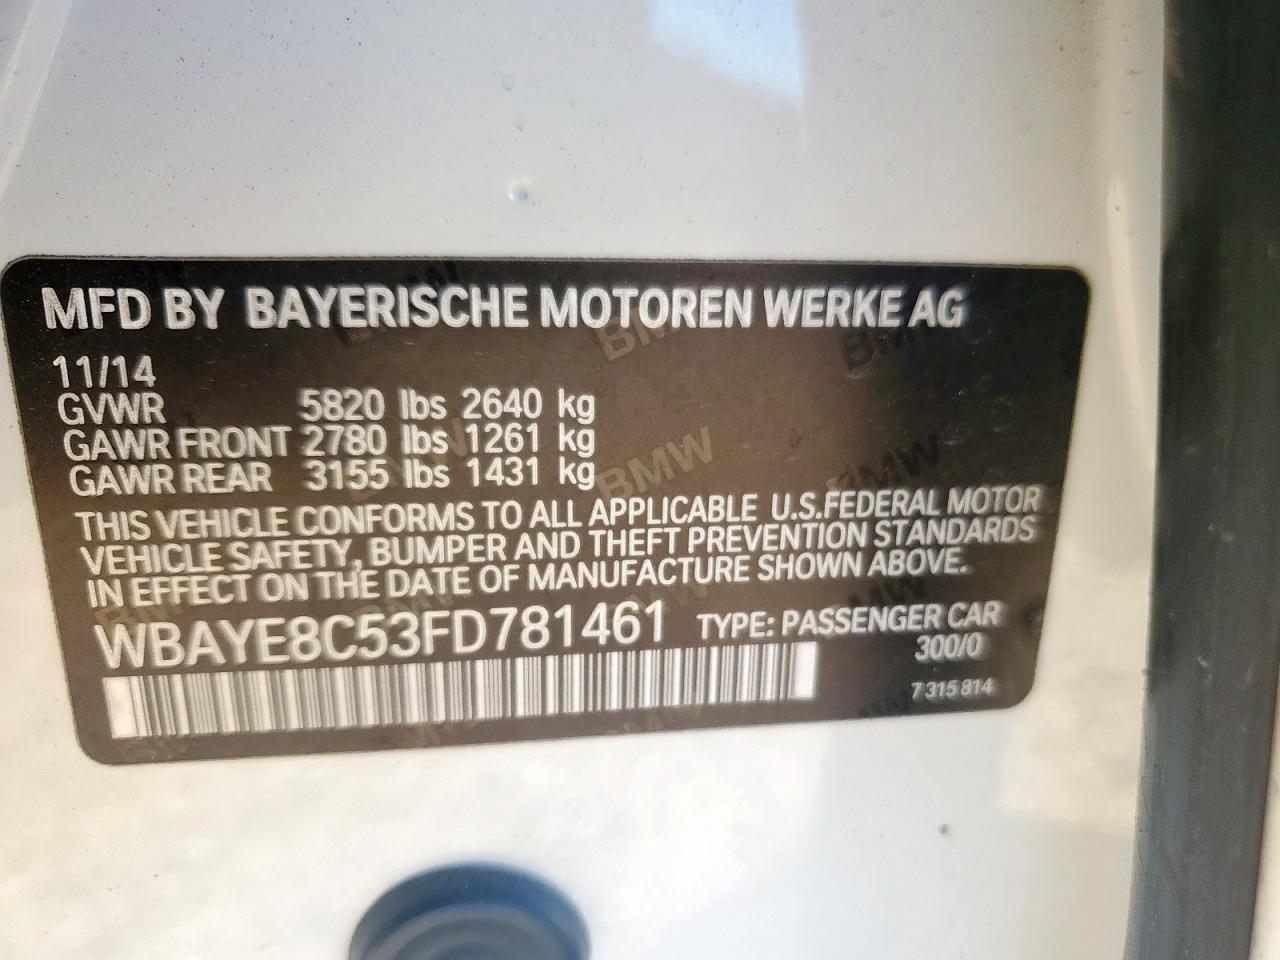 MFD BY BAYERISCHE MOTOREN WERKE AG
11/14
GVWR 5820 lbs 2640 kg
GAWR FRONT 2780 lbs 1261 kg
GAWR REAR 3155 lbs 1431 kg
THIS VEHICLE CONFORMS TO ALL APPLICABLE U.S.FEDERAL MOTOR
VEHICLE SAFETY, BUMPER AND THEFT PREVENTION STANDARDS
IN EFFECT ON THE DATE OF MANUFACTURE SHOWN ABOVE.
WBAYE8C53FD781461 TYPE: PASSENGER CAR
300/0
7 315 814